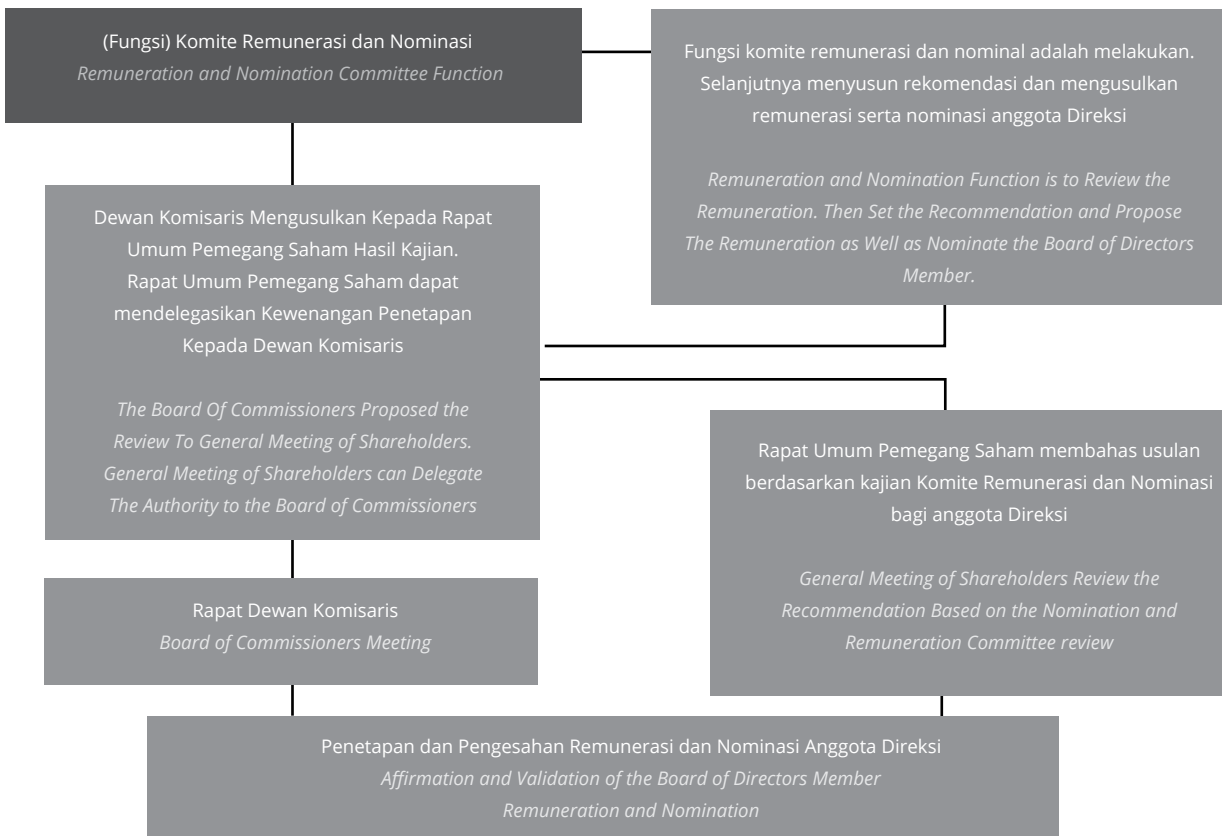 (Fungsi) Komite Remunerasi dan Nominasi
Remuneration and Nomination Committee Function
Fungsi komite remunerasi dan nominal adalah melakukan.
Selanjutnya menyusun rekomendasi dan mengusulkan
remunerasi serta nominasi anggota Direksi
Remuneration and Nomination Function is to Review the
Remuneration. Then Set the Recommendation and Propose
The Remuneration as Well as Nominate the Board of Directors
Member.
Dewan Komisaris Mengusulkan Kepada Rapat
Umum Pemegang Saham Hasil Kajian.
Rapat Umum Pemegang Saham dapat
mendelegasikan Kewenangan Penetapan
Kepada Dewan Komisaris
The Board Of Commissioners Proposed the
Review To General Meeting of Shareholders.
General Meeting of Shareholders can Delegate
The Authority to the Board of Commissioners
Rapat Umum Pemegang Saham membahas usulan
berdasarkan kajian Komite Remunerasi dan Nominasi
bagi anggota Direksi
General Meeting of Shareholders Review the
Recommendation Based on the Nomination and
Remuneration Committee review
Rapat Dewan Komisaris
Board of Commissioners Meeting
Penetapan dan Pengesahan Remunerasi dan Nominasi Anggota Direksi
Affirmation and Validation of the Board of Directors Member
Remuneration and Nomination